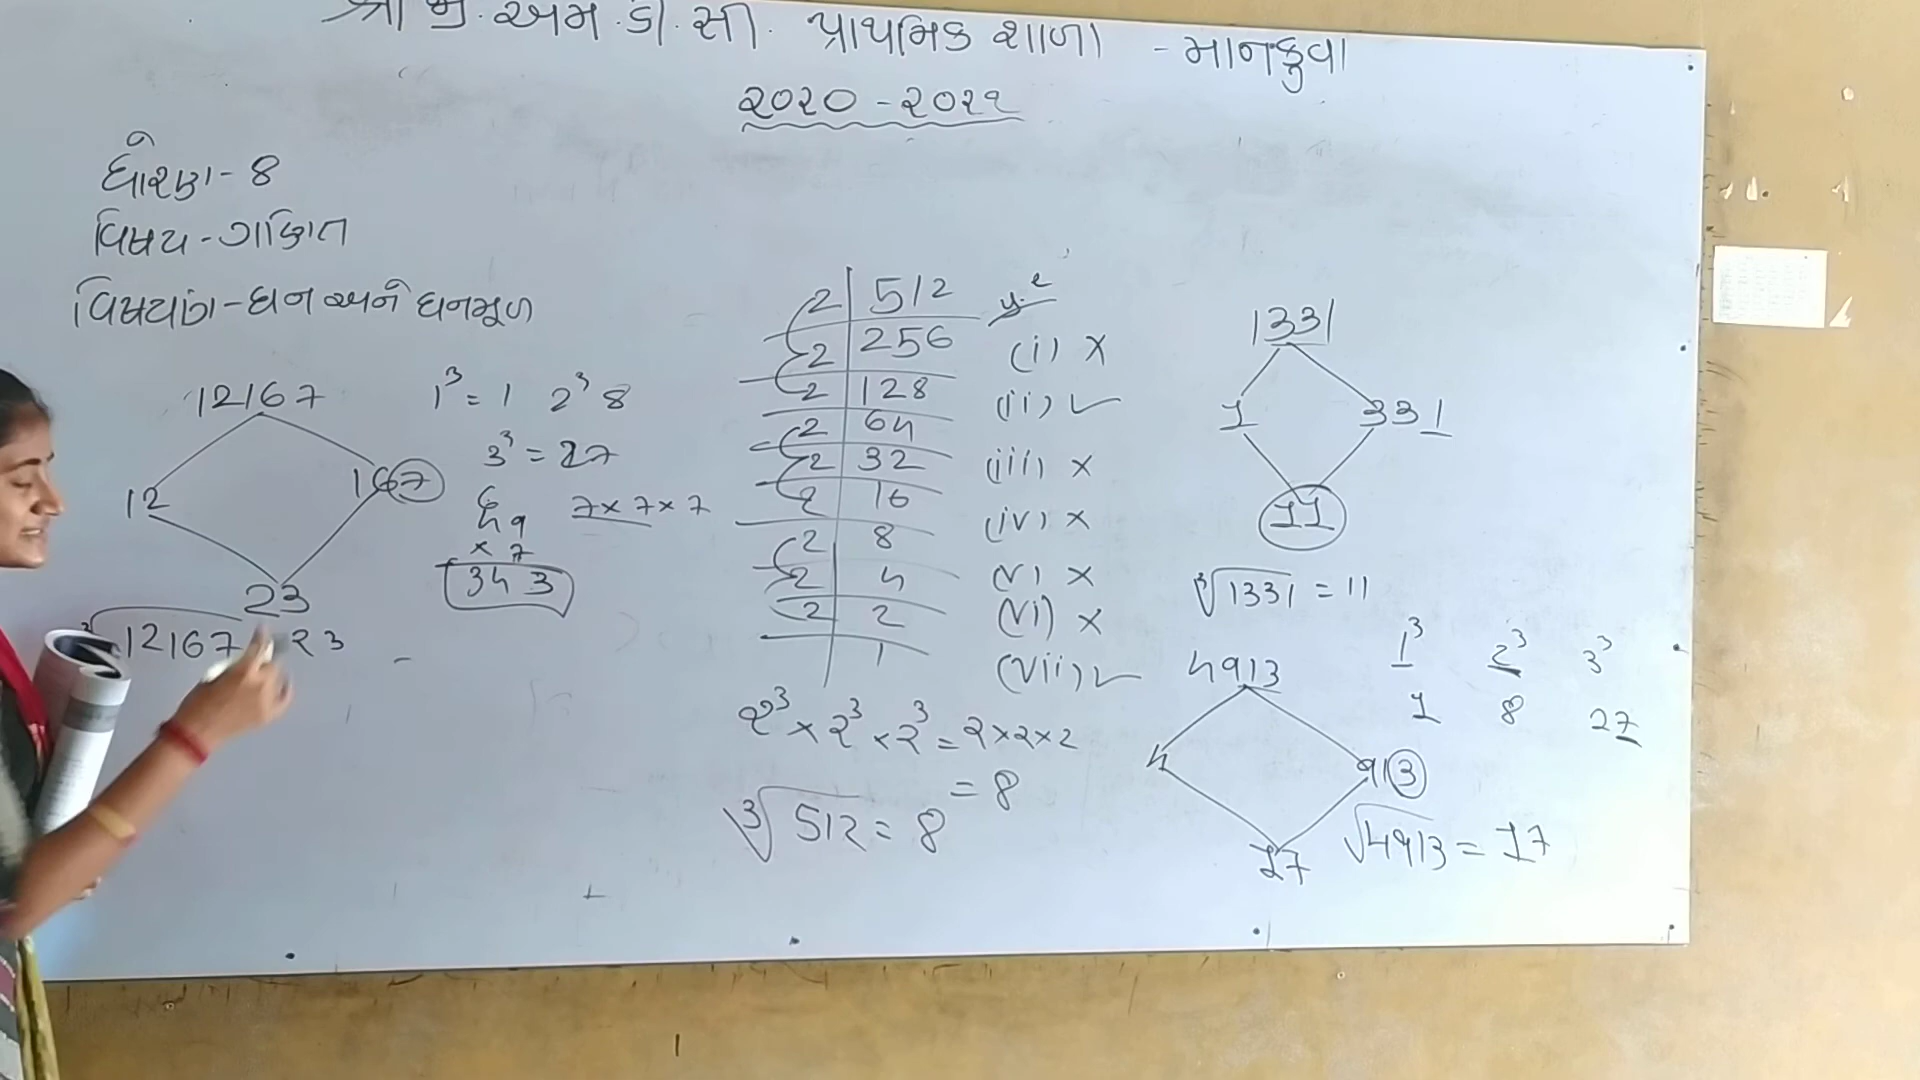 શ્રી મુ. અમ. ડી. સી. પ્રાથમિક શાળા - માનકુવા
૨૦૨૦ - ૨૦૨૧
ધોરણ - 8
વિષય - ગણિત
વિષયાંગ - ઘન અને ઘનમૂળ
12167
12
167
23
∛12167 = 23
1³ = 1 2³ 8
3³ = 27
7 × 7 × 7
49
× 7
343
2 | 512
2 | 256
2 | 128
2 | 64
2 | 32
2 | 16
2 | 8
2 | 4
2 | 2
1
2³ × 2³ × 2³ = 2 × 2 × 2
= 8
∛512 = 8
(i) ×
(ii) ✓
(iii) ×
(iv) ×
(v) ×
(vi) ×
(vii) ✓
1331
1
331
11
∛1331 = 11
1³ 2³ 3³
1 8 27
4913
4
913
17
√4913 = 17